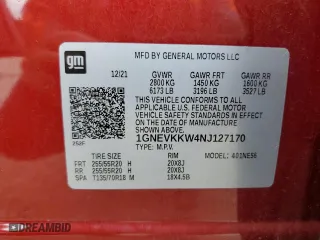 gm
MFD BY GENERAL MOTORS LLC
12/21 GVWR GAWR FRT GAWR RR
2800 KG 1450 KG 1600 KG
6173 LB 3196 LB 3527 LB
THIS VEHICLE CONFORMS TO ALL
APPLICABLE U.S. FEDERAL MOTOR
VEHICLE SAFETY STANDARDS IN
EFFECT ON THE DATE OF
MANUFACTURE SHOWN ABOVE.
1GNEVKKW4NJ127170
TYPE: M.P.V. MODEL:
TIRE SIZE RIM
FRT 255/55R20 H 20X8J
RR 255/55R20 H 20X8J
SPA T135/70R18 M 18X4.5B